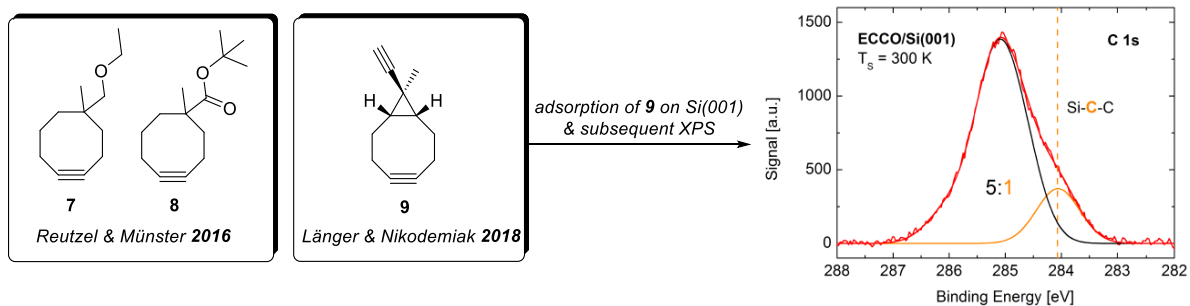 O
7
O
O
8
Reutzel & Münster 2016
H
H
9
Länger & Nikodemiak 2018
adsorption of 9 on Si(001)
& subsequent XPS
ECCO/Si(001)
T_S = 300 K
C 1s
Si-C-C
5:1
Signal [a.u.]
1500
1000
500
0
288 287 286 285 284 283 282
Binding Energy [eV]